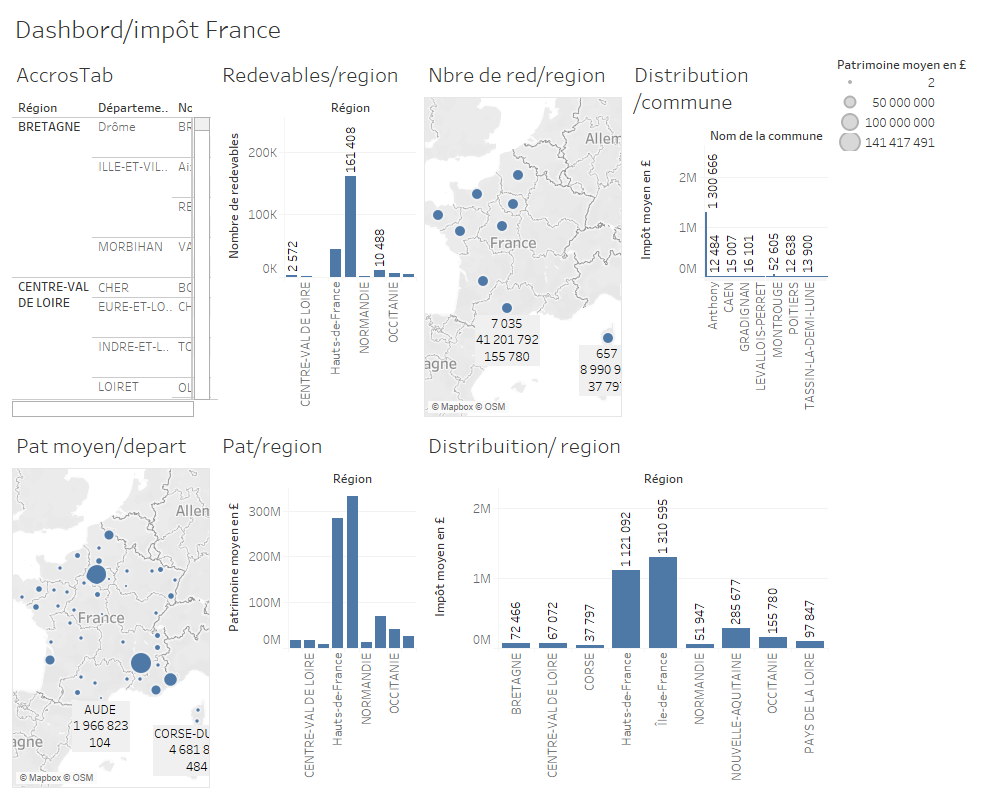 Dashbord/impôt France
AccrosTab
Région
Départeme..
Nc
BRETAGNE
Drôme
BR
ILLE-ET-VIL..
Ai:
RE
MORBIHAN
VA
CENTRE-VAL
DE LOIRE
CHER
BC
EURE-ET-LO..
CH
INDRE-ET-L..
TC
LOIRET
OL
Redevables/region
Région
Nombre de redevables
200K
100K
0K
2 572
161 408
10 488
CENTRE-VAL DE LOIRE
Hauts-de-France
NORMANDIE
OCCITANIE
Nbre de red/region
Allem
France
7 035
41 201 792
155 780
657
8 990 9
37 797
agne
© Mapbox © OSM
Distribution
/commune
Nom de la commune
Impôt moyen en £
2M
1M
0M
1 300 666
12 484
15 007
16 101
52 605
12 638
13 900
Anthony
CAEN
GRADIGNAN
LEVALLOIS-PERRET
MONTROUGE
POITIERS
TASSIN-LA-DEMI-LUNE
Patrimoine moyen en £
2
50 000 000
100 000 000
141 417 491
Pat moyen/depart
Allem
France
AUDE
1 966 823
104
CORSE-DU
4 681 8
484
agne
© Mapbox © OSM
Pat/region
Région
Patrimoine moyen en £
300M
200M
100M
0M
CENTRE-VAL DE LOIRE
Hauts-de-France
NORMANDIE
OCCITANIE
Distribuition/ region
Région
Impôt moyen en £
2M
1M
0M
72 466
67 072
37 797
1 121 092
1 310 595
51 947
285 677
155 780
97 847
BRETAGNE
CENTRE-VAL DE LOIRE
CORSE
Hauts-de-France
Île-de-France
NORMANDIE
NOUVELLE-AQUITAINE
OCCITANIE
PAYS DE LA LOIRE